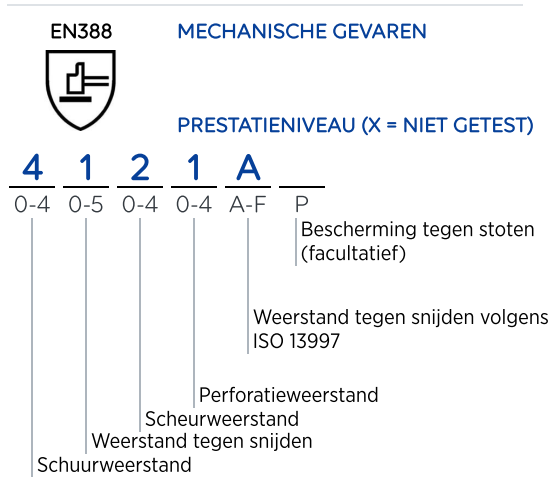 EN388
MECHANISCHE GEVAREN
PRESTATIENIVEAU (X = NIET GETEST)
4 1 2 1 A
0-4 0-5 0-4 0-4 A-F P
Bescherming tegen stoten
(facultatief)
Weerstand tegen snijden volgens
ISO 13997
Perforatieweerstand
Scheurweerstand
Weerstand tegen snijden
Schuurweerstand